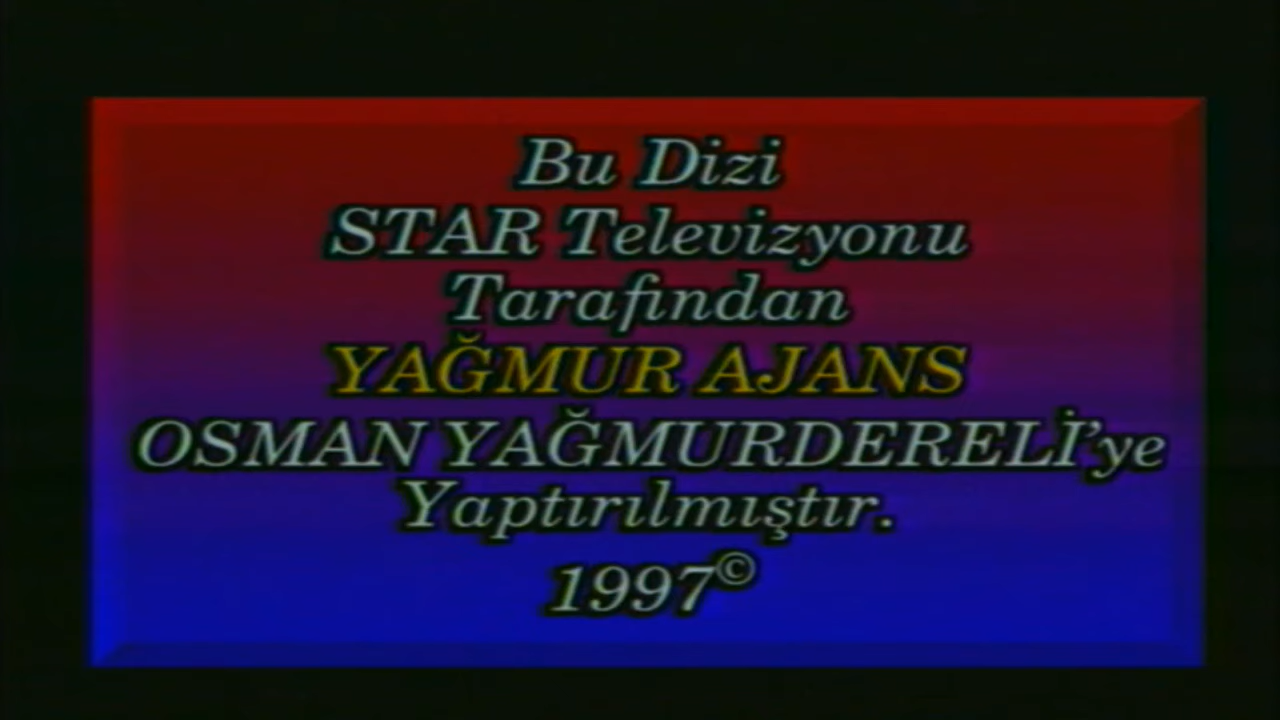 Bu Dizi
STAR Televizyonu
Tarafından
YAĞMUR AJANS
OSMAN YAĞMURDERELİ'ye
Yaptırılmıştır.
1997©